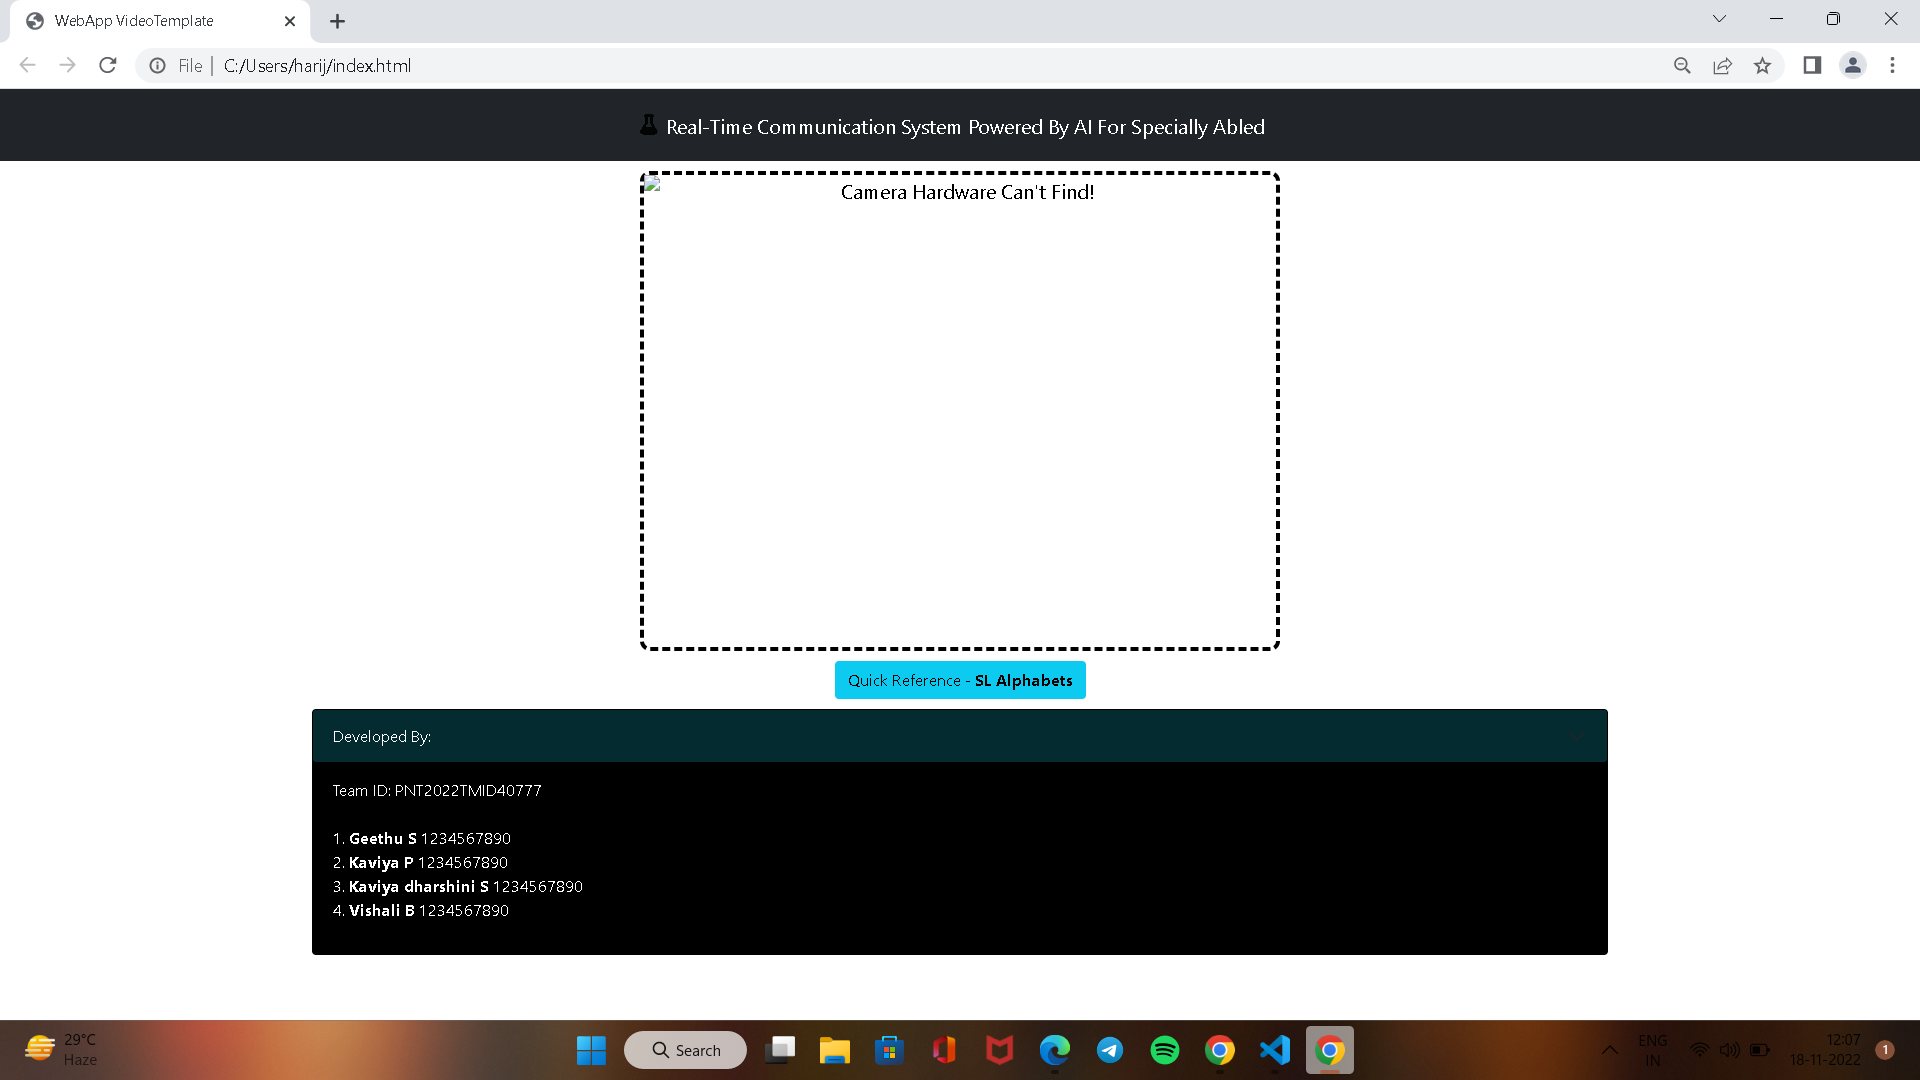 WebApp VideoTemplate
File | C:/Users/harij/index.html
Real-Time Communication System Powered By AI For Specially Abled
Camera Hardware Can't Find!
Quick Reference - SL Alphabets
Developed By:
Team ID: PNT2022TMID40777
1. Geethu S 1234567890
2. Kaviya P 1234567890
3. Kaviya dharshini S 1234567890
4. Vishali B 1234567890
29°C
Haze
Search
ENG
IN
12:07
18-11-2022
1